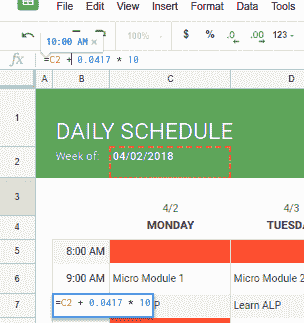 File Edit View Insert Format
10:00 AM ×
100% $ % .0 .00 123
fx =C2 + 0.0417 * 10
A B C D
1 DAILY SCHEDULE
2 Week of: 04/02/2018
3
4/2 4/3
4 MONDAY TUESDA
5 8:00 AM
6 9:00 AM Micro Module 1 Micro Module 2
7 =C2 + 0.0417 * 10 P Learn ALP
8